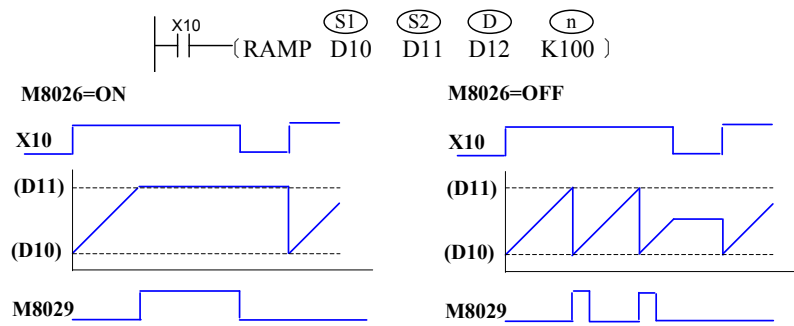 X10 S1 S2 D n
RAMP D10 D11 D12 K100
M8026=ON
X10
(D11)
(D10)
M8029
M8026=OFF
X10
(D11)
(D10)
M8029